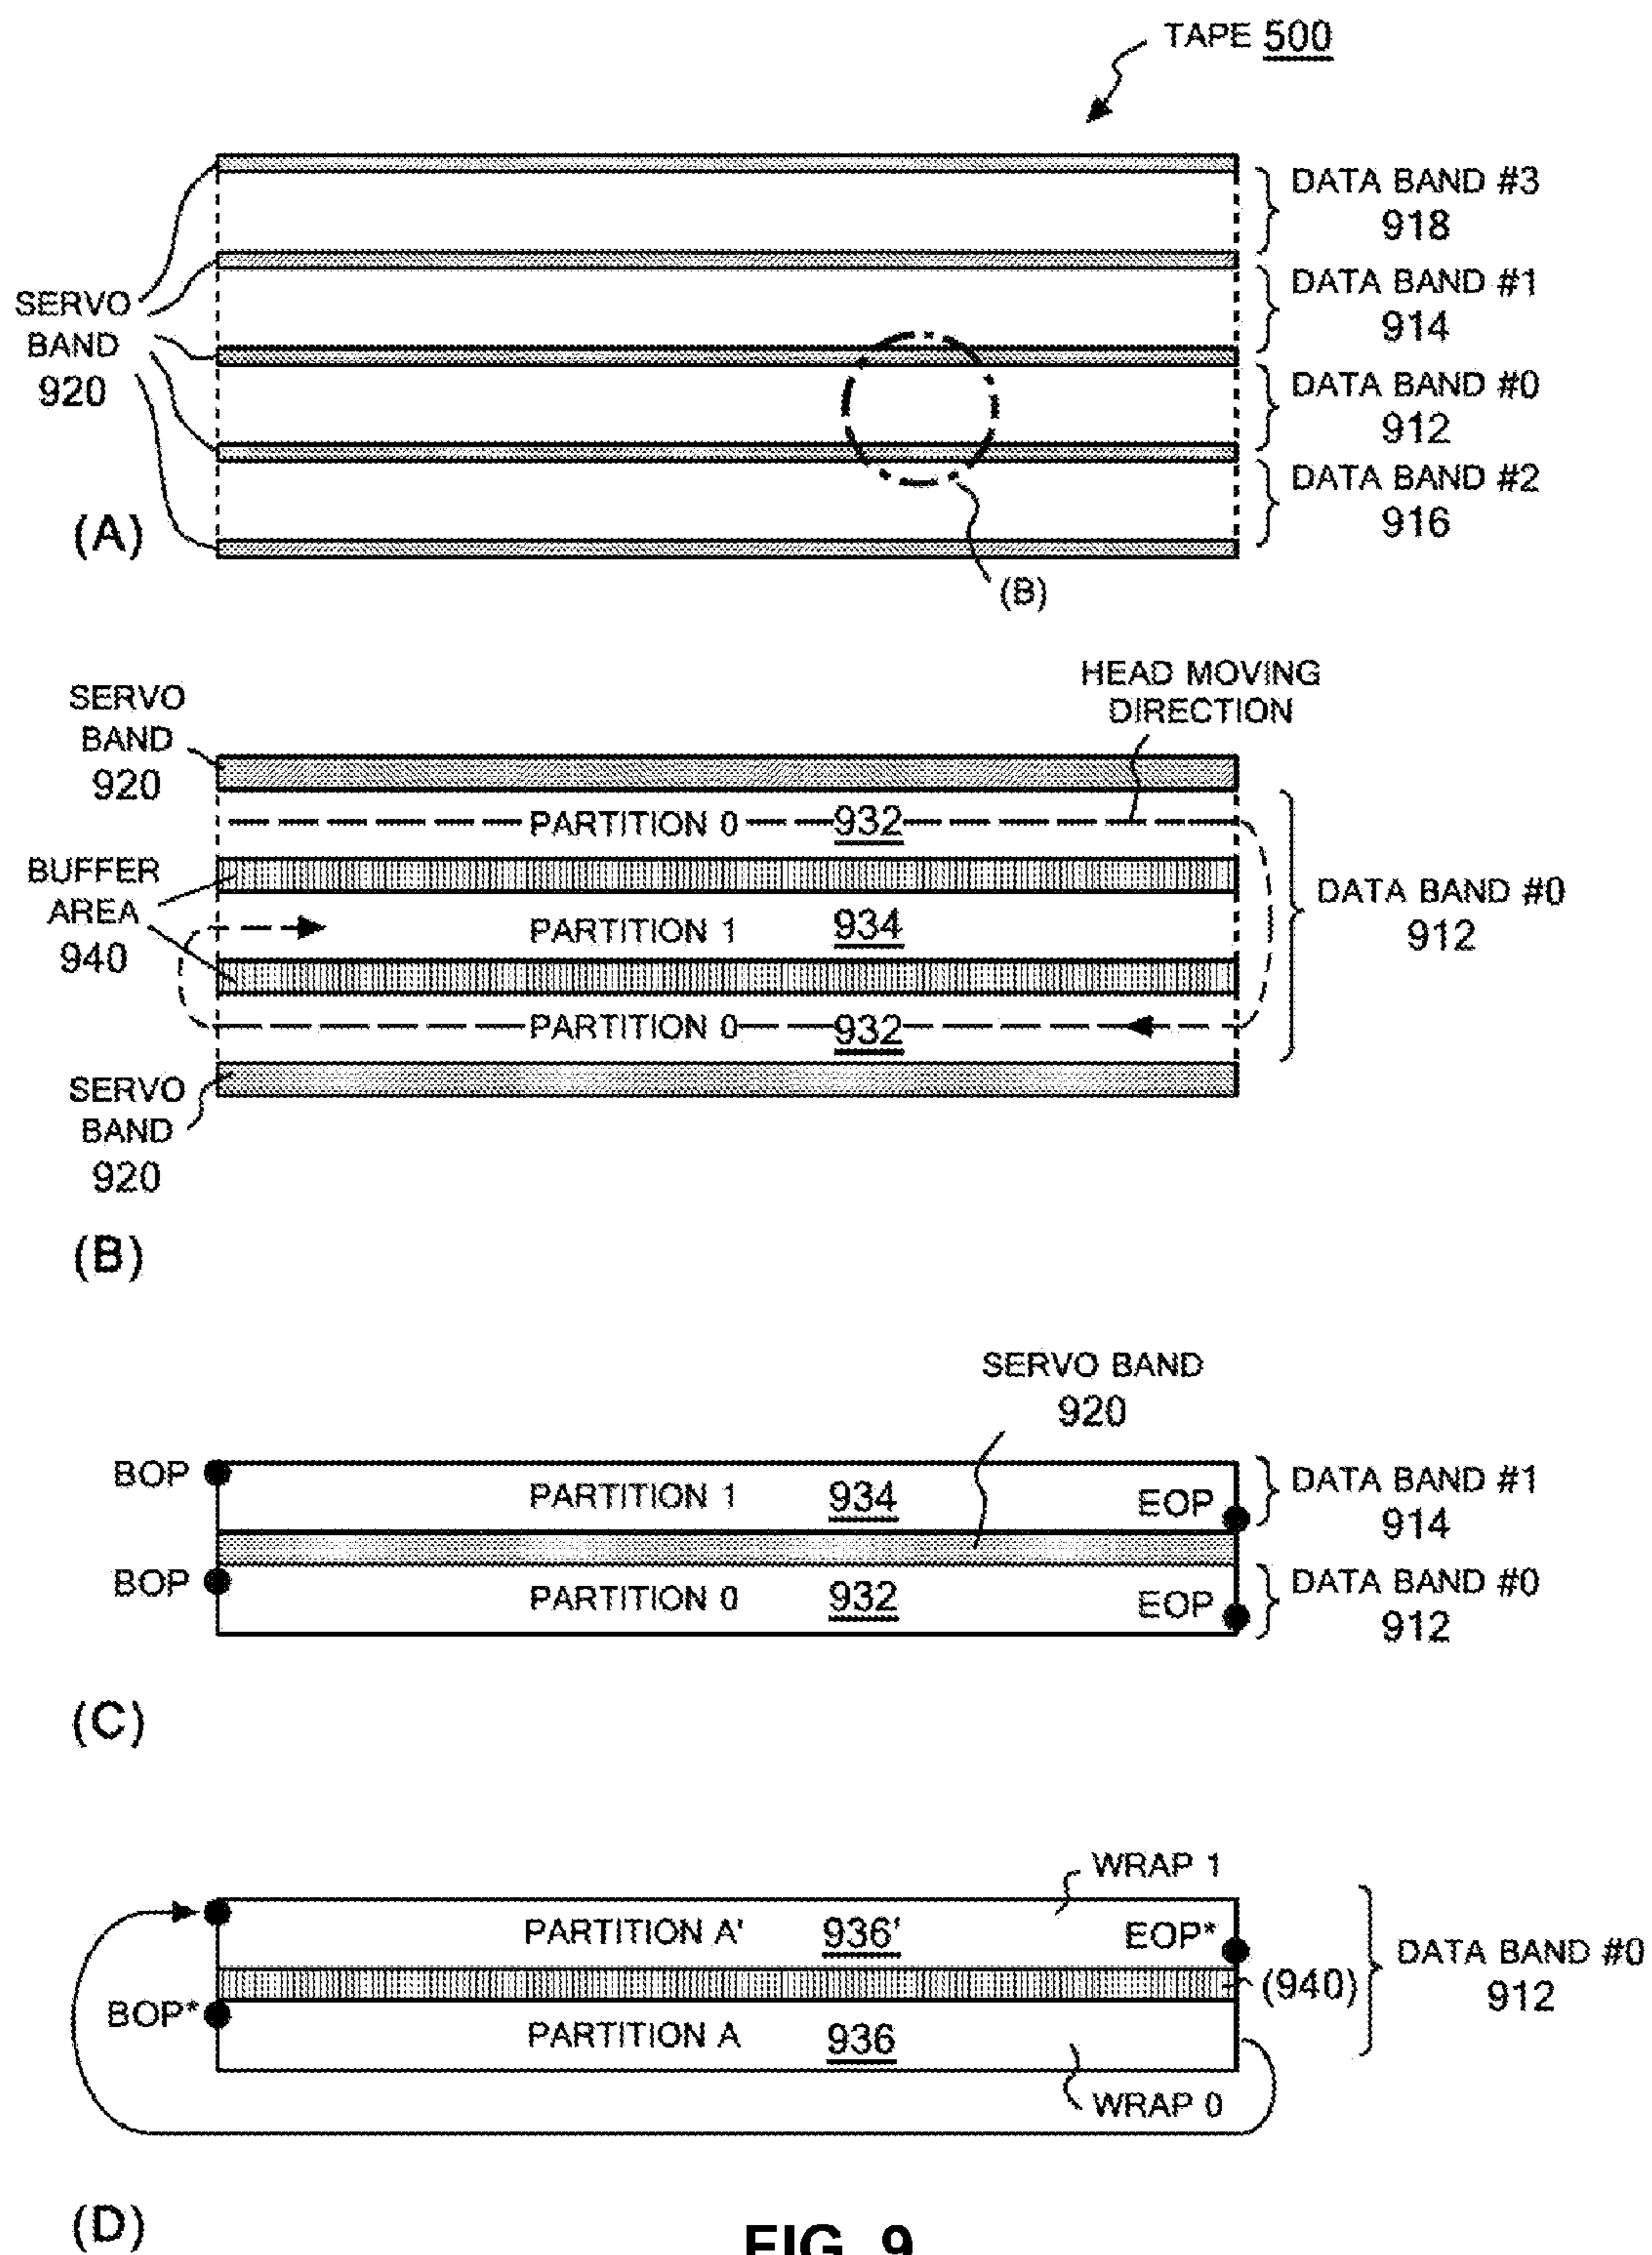 TAPE 500
DATA BAND #3
918
DATA BAND #1
914
SERVO
BAND
920
DATA BAND #0
912
DATA BAND #2
916
(A)
(B)
HEAD MOVING
DIRECTION
SERVO
BAND
920
PARTITION 0 932
BUFFER
AREA
940
PARTITION 1 934
DATA BAND #0
912
PARTITION 0 932
SERVO
BAND
920
(B)
SERVO BAND
920
BOP
PARTITION 1 934 EOP
DATA BAND #1
914
BOP
PARTITION 0 932 EOP
DATA BAND #0
912
(C)
WRAP 1
PARTITION A' 936' EOP*
(940)
DATA BAND #0
912
BOP*
PARTITION A 936
WRAP 0
(D)
FIG. 9